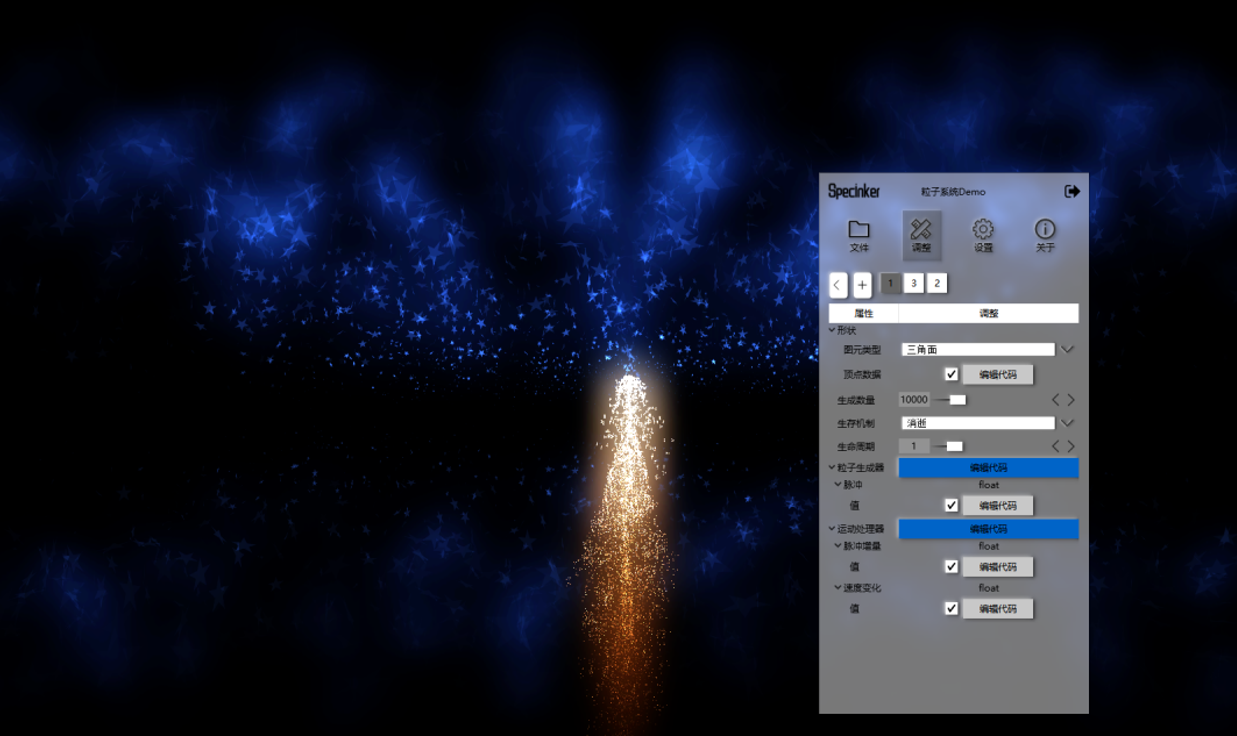 Specinker 粒子系统Demo
文件 调整 设置 关于
< + 1 3 2
属性 调整
形状
图元类型 三角面
顶点数据 编辑代码
生成数量 10000
生存机制 消逝
生命周期 1
粒子生成器 编辑代码
脉冲 float
值 编辑代码
运动处理器 编辑代码
脉冲增量 float
值 编辑代码
速度变化 float
值 编辑代码